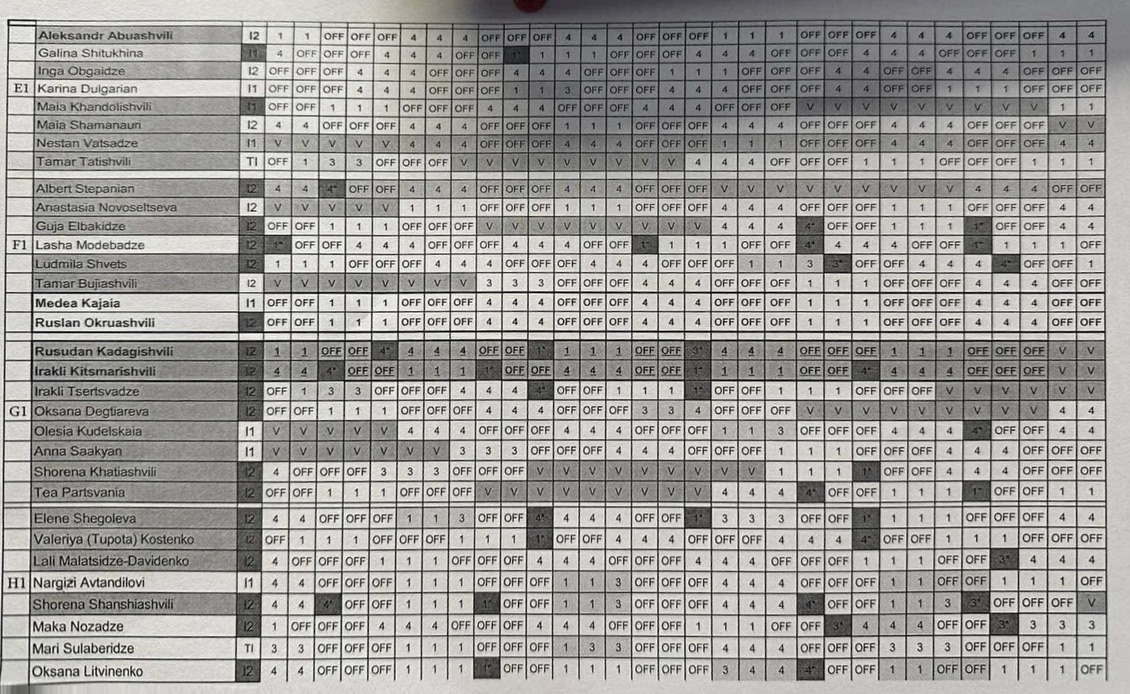 Aleksandr Abuashvili I2 1 1 OFF OFF OFF 4 4 4 OFF OFF OFF 4 4 4 OFF OFF OFF 1 1 1 OFF OFF OFF 4 4 4 OFF OFF OFF 4 4
Galina Shitukhina I1 4 OFF OFF OFF 4 4 4 OFF OFF 1* 1 1 1 OFF OFF OFF 4 4 4 OFF OFF OFF 4 4 4 OFF OFF OFF 1 1 1
Inga Obgaidze I2 OFF OFF OFF 4 4 4 OFF OFF OFF 4 4 4 OFF OFF OFF 1 1 1 OFF OFF OFF 4 4 OFF OFF 4 4 4 OFF OFF OFF
E1 Karina Dulgarian I1 OFF OFF OFF 4 4 4 OFF OFF OFF 1 1 3 OFF OFF OFF 4 4 4 OFF OFF OFF 4 4 OFF OFF OFF 1 1 1 OFF OFF OFF
Maia Khandolishvili I1 OFF OFF 1 1 1 OFF OFF OFF 4 4 4 OFF OFF OFF 4 4 4 OFF OFF OFF V V V V V V V V V 1 1
Maia Shamanauri I2 4 4 OFF OFF OFF 4 4 4 OFF OFF OFF 1 1 1 OFF OFF OFF 4 4 4 OFF OFF OFF 4 4 4 OFF OFF OFF V V
Nestan Vatsadze I1 V V V V V 4 4 4 OFF OFF OFF 4 4 4 OFF OFF OFF 1 1 1 OFF OFF OFF 4 4 4 OFF OFF OFF 4 4
Tamar Tatishvili TI OFF 1 3 3 OFF OFF OFF V V V V V V V V V 4 4 4 OFF OFF OFF 1 1 1 OFF OFF OFF 1 1 1
Albert Stepanian I2 4 4 4* OFF OFF 4 4 4 OFF OFF OFF 4 4 4 OFF OFF OFF V V V V V V V V V 4 4 4 OFF OFF
Anastasia Novoseltseva I2 V V V V V 1 1 1 OFF OFF OFF 1 1 1 OFF OFF OFF 4 4 4 OFF OFF OFF 1 1 1 OFF OFF OFF 4 4
Guja Elbakidze I2 OFF OFF 1 1 1 OFF OFF OFF V V V V V V V V V 4 4 4 4* OFF OFF 1 1 1 1* OFF OFF 4 4
F1 Lasha Modebadze I2 1* OFF OFF 4 4 4 OFF OFF OFF 4 4 4 OFF OFF 1* 1 1 1 OFF OFF 4* 4 4 4 OFF OFF 1* 1 1 1 OFF
Ludmila Shvets I2 1 1 1 OFF OFF OFF 4 4 4 OFF OFF OFF 4 4 4 OFF OFF OFF 1 1 3 3* OFF OFF 4 4 4 4* OFF OFF 1
Tamar Bujiashvili I2 V V V V V V V V 3 3 3 OFF OFF OFF 4 4 4 OFF OFF OFF 1 1 1 OFF OFF OFF 4 4 4 OFF OFF
Medea Kajaia I1 OFF OFF 1 1 1 OFF OFF OFF 4 4 4 OFF OFF OFF 4 4 4 OFF OFF OFF 1 1 1 OFF OFF OFF 4 4 4 OFF OFF
Ruslan Okruashvili I2 OFF OFF 1 1 1 OFF OFF OFF 4 4 4 OFF OFF OFF 4 4 4 OFF OFF OFF 1 1 1 OFF OFF OFF 4 4 4 OFF OFF
Rusudan Kadagishvili I2 1 1 OFF OFF 4* 4 4 4 OFF OFF 1* 1 1 1 OFF OFF 3* 4 4 4 OFF OFF OFF 1 1 1 OFF OFF OFF V V
Irakli Kitsmarishvili I2 4 4 4* OFF OFF 1 1 1 1* OFF OFF 4 4 4 OFF OFF 1* 1 1 1 OFF OFF 4* 4 4 4 OFF OFF OFF V V
Irakli Tsertsvadze I2 OFF 1 3 3 OFF OFF OFF 4 4 4 4* OFF OFF 1 1 1 1* OFF OFF OFF 1 1 1 OFF OFF OFF V V V V V
G1 Oksana Degtiareva I2 OFF OFF 1 1 1 OFF OFF OFF 4 4 4 OFF OFF OFF 3 3 4 OFF OFF OFF V V V V V V V V V 4 4
Olesia Kudelskaia I1 V V V V V 4 4 4 OFF OFF OFF 4 4 4 OFF OFF OFF 1 1 3 OFF OFF OFF 4 4 4 4* OFF OFF 4 4
Anna Saakyan I1 V V V V V V V 3 3 3 OFF OFF OFF 4 4 4 OFF OFF OFF 1 1 1 OFF OFF OFF 4 4 4 OFF OFF OFF
Shorena Khatiashvili I2 4 OFF OFF OFF 3 3 3 OFF OFF OFF V V V V V V V V V 1 1 1 1* OFF OFF 4 4 4 OFF OFF OFF
Tea Partsvania I2 OFF OFF 1 1 1 OFF OFF OFF V V V V V V V V V 4 4 4 4* OFF OFF 1 1 1 1* OFF OFF 1 1
Elene Shegoleva I2 4 4 OFF OFF OFF 1 1 3 OFF OFF 4* 4 4 4 OFF OFF 1* 3 3 3 OFF OFF 1* 1 1 1 OFF OFF OFF 4 4
Valeriya (Tupota) Kostenko I2 OFF 1 1 1 OFF OFF OFF 1 1 1 1* OFF OFF 4 4 4 OFF OFF OFF 4 4 4 4* OFF OFF 1 1 1 OFF OFF OFF
Lali Malatsidze-Davidenko I2 4 OFF OFF OFF 1 1 1 OFF OFF OFF 4 4 4 OFF OFF OFF 4 4 4 OFF OFF OFF 1 1 1 OFF OFF 3* 4 4 4
H1 Nargizi Avtandilovi I1 4 4 OFF OFF OFF 1 1 1 OFF OFF OFF 1 1 3 OFF OFF OFF 4 4 4 OFF OFF OFF 1 1 OFF OFF 1 1 1 OFF
Shorena Shanshiashvili I2 4 4 4* OFF OFF 1 1 1 1* OFF OFF 1 1 3 OFF OFF OFF 4 4 4 4* OFF OFF 1 1 3 3* OFF OFF OFF V
Maka Nozadze I2 1 OFF OFF OFF 4 4 4 OFF OFF OFF 4 4 4 OFF OFF OFF 1 1 1 OFF OFF 3* 4 4 4 OFF OFF 3* 3 3 3
Mari Sulaberidze TI 3 3 OFF OFF OFF 1 1 1 OFF OFF OFF 1 3 3 OFF OFF OFF 4 4 4 OFF OFF OFF 3 3 3 OFF OFF OFF 1 1
Oksana Litvinenko I2 4 4 OFF OFF OFF 1 1 1 1* OFF OFF 1 1 1 OFF OFF OFF 3 4 4 4* OFF OFF 1 1 OFF OFF 1 1 1 OFF